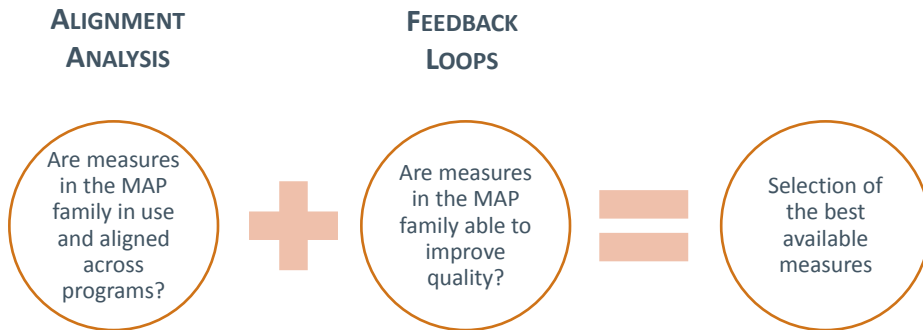 ALIGNMENT
ANALYSIS
FEEDBACK
LOOPS
Are measures
in the MAP
family in use
and aligned
across
programs?
Are measures
in the MAP
family able to
improve
quality?
Selection of
the best
available
measures